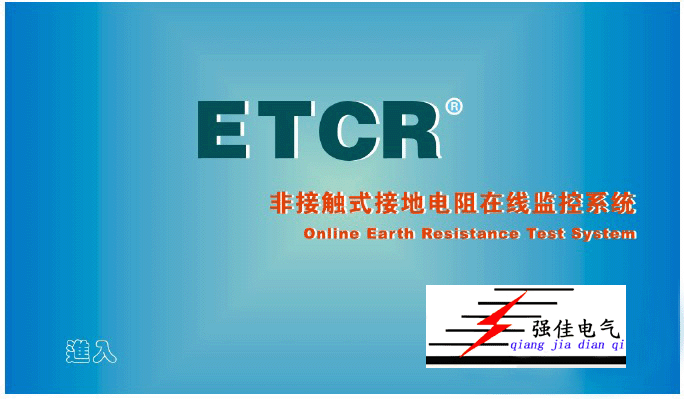 ETCR®
非接触式接地电阻在线监控系统
Online Earth Resistance Test System
强佳电气
qiang jia dian qi
進入